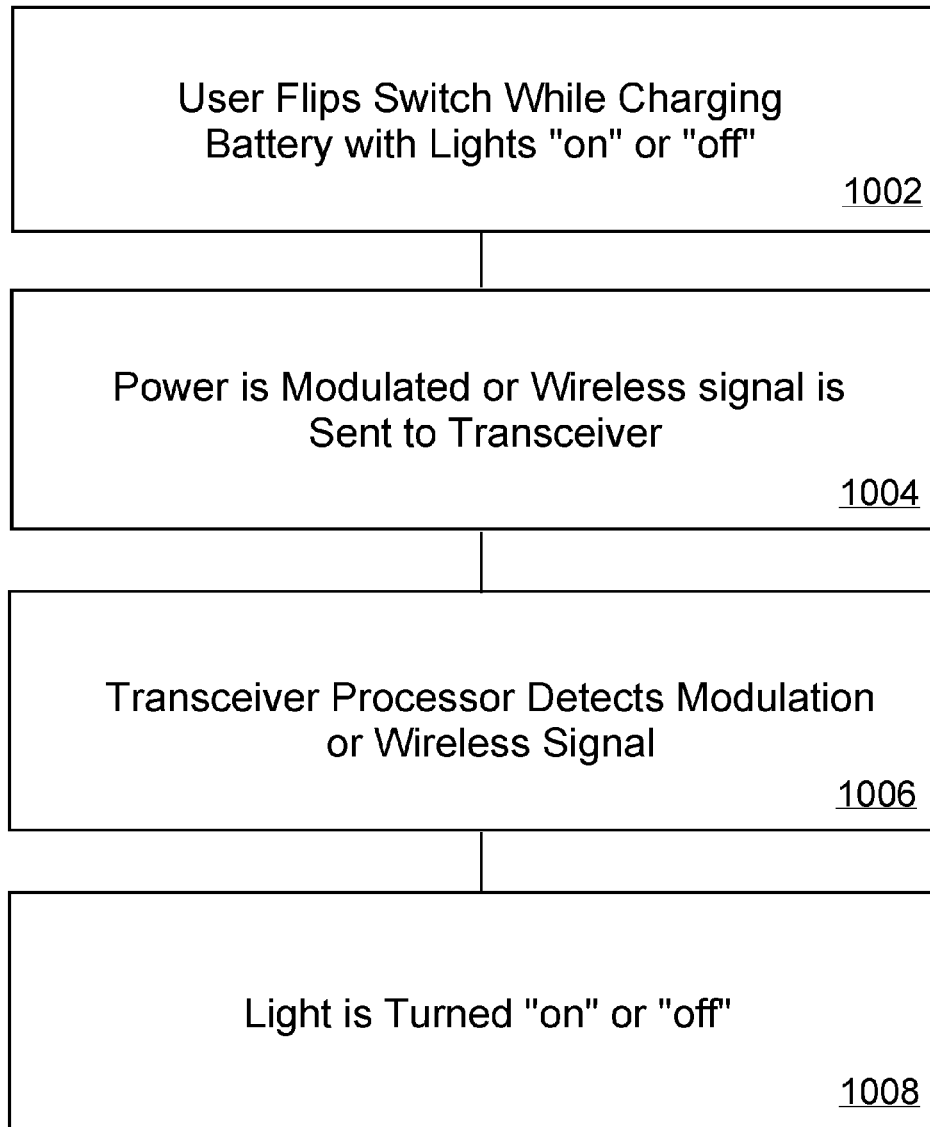 User Flips Switch While Charging
Battery with Lights "on" or "off"
1002
Power is Modulated or Wireless signal is
Sent to Transceiver
1004
Transceiver Processor Detects Modulation
or Wireless Signal
1006
Light is Turned "on" or "off"
1008